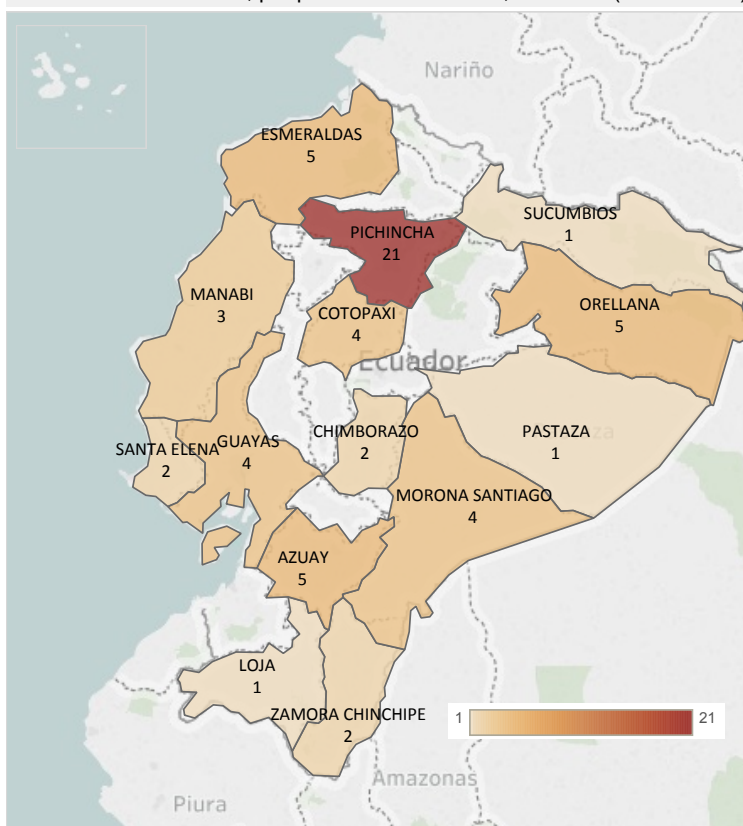 Nariño
ESMERALDAS
5
SUCUMBIOS
1
PICHINCHA
21
MANABI
3
ORELLANA
5
COTOPAXI
4
Ecuador
CHIMBORAZO
2
PASTAZA
1
SANTA ELENA
2
GUAYAS
4
MORONA SANTIAGO
4
AZUAY
5
LOJA
1
ZAMORA CHINCHIPE
2
1
21
Amazonas
Piura